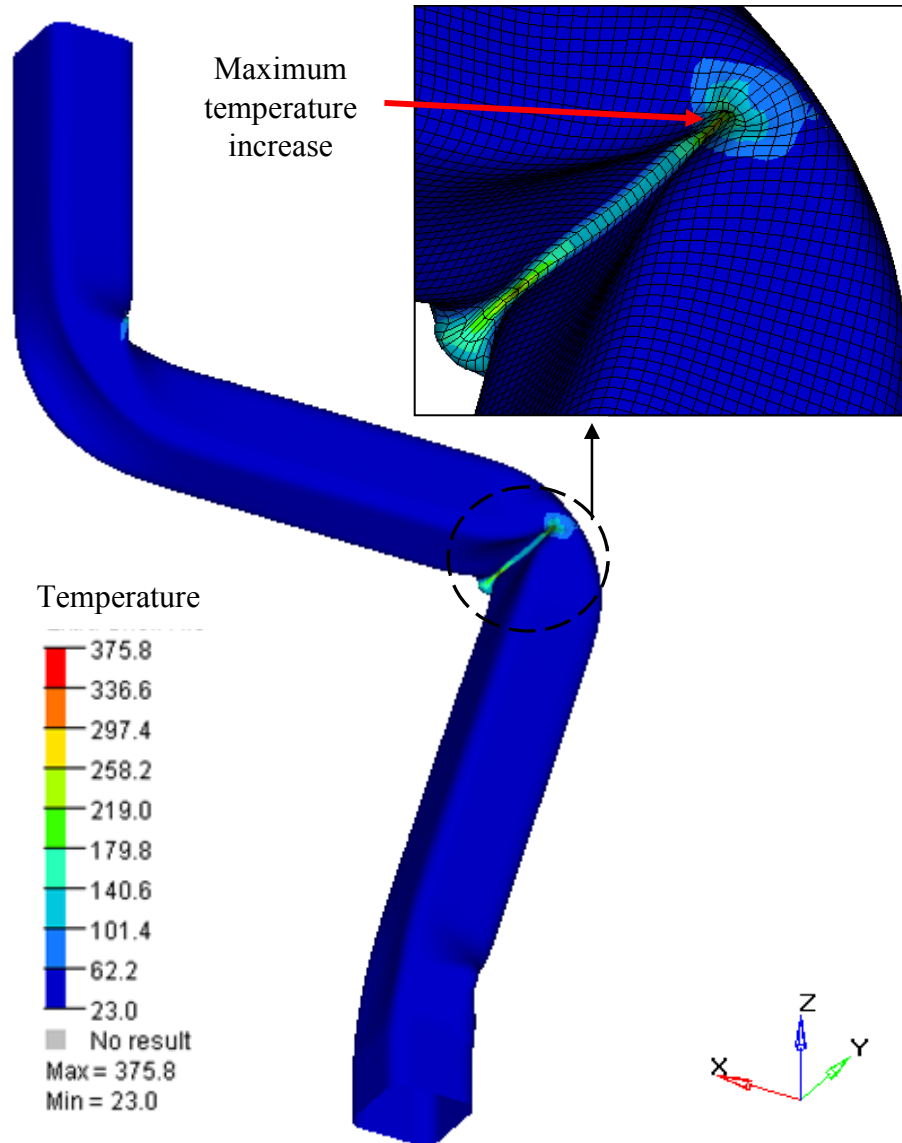 Maximum
temperature
increase
Temperature
375.8
336.6
297.4
258.2
219.0
179.8
140.6
101.4
62.2
23.0
No result
Max = 375.8
Min = 23.0
Z
Y
X